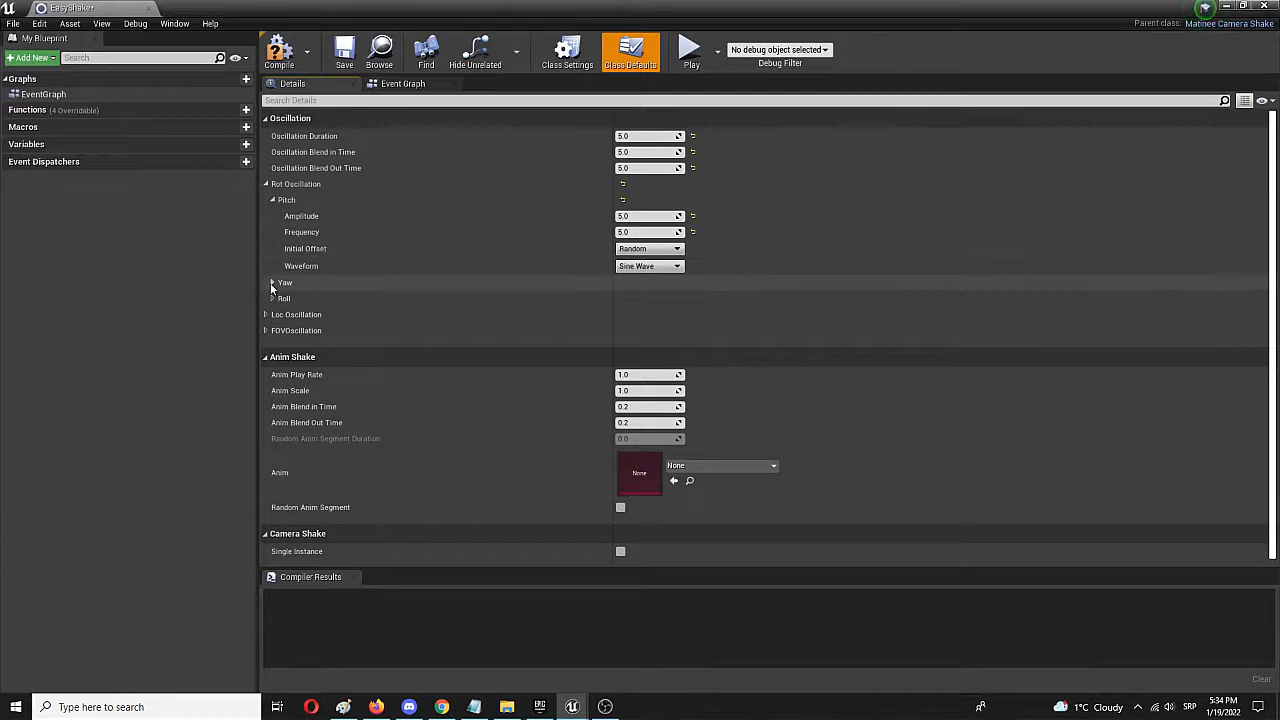 EasyShake*
File Edit Asset View Debug Window Help
Parent class: Matinee Camera Shake
My Blueprint
Add New
Search
Compile
Save
Browse
Find
Hide Unrelated
Class Settings
Class Defaults
Play
No debug object selected
Debug Filter
Details
Event Graph
Search Details
Graphs
EventGraph
Functions (4 Overridable)
Macros
Variables
Event Dispatchers
Oscillation
Oscillation Duration 5.0
Oscillation Blend in Time 5.0
Oscillation Blend Out Time 5.0
Rot Oscillation
Pitch
Amplitude 5.0
Frequency 5.0
Initial Offset Random
Waveform Sine Wave
Yaw
Roll
Loc Oscillation
FOVOscillation
Anim Shake
Anim Play Rate 1.0
Anim Scale 1.0
Anim Blend in Time 0.2
Anim Blend Out Time 0.2
Random Anim Segment Duration 0.0
Anim None None
Random Anim Segment
Camera Shake
Single Instance
Compiler Results
Clear
Type here to search
1°C Cloudy
SRP
5:34 PM
1/19/2022